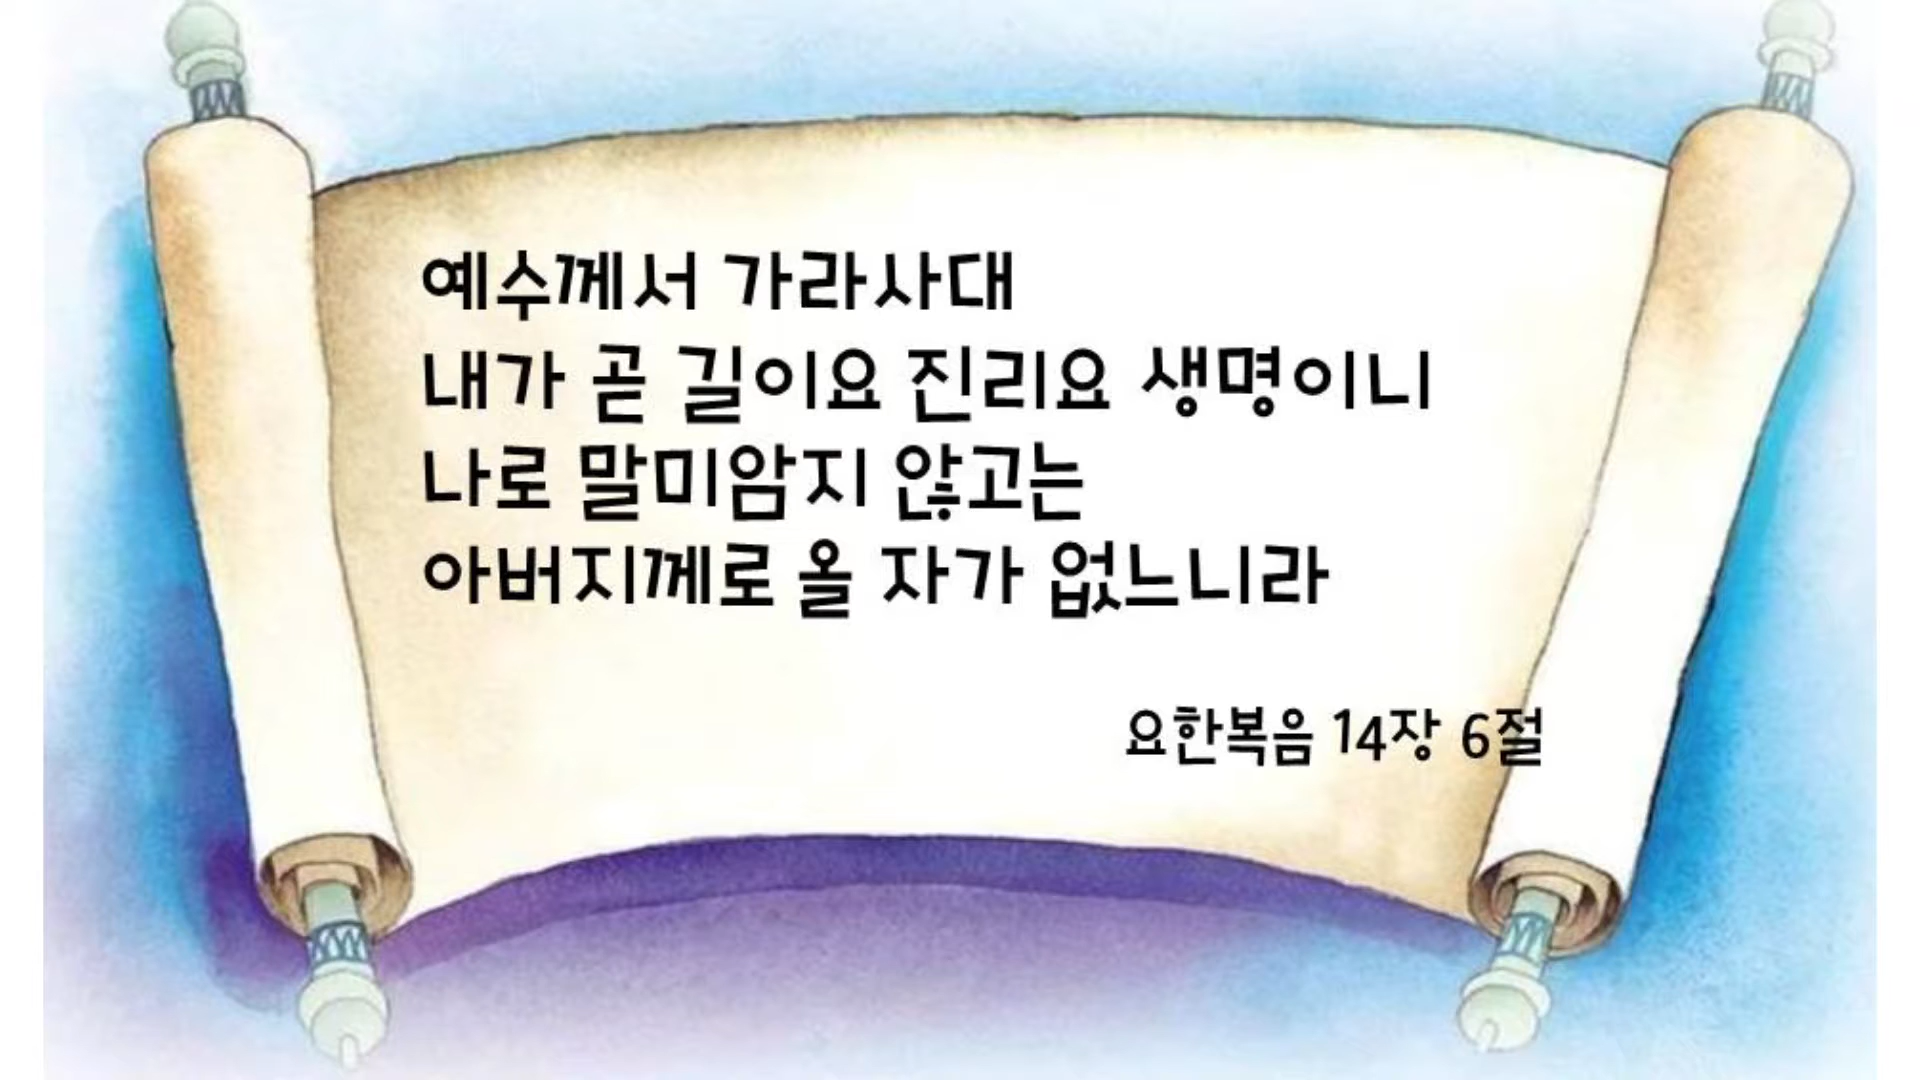 예수께서 가라사대
내가 곧 길이요 진리요 생명이니
나로 말미암지 않고는
아버지께로 올 자가 없느니라
요한복음 14장 6절